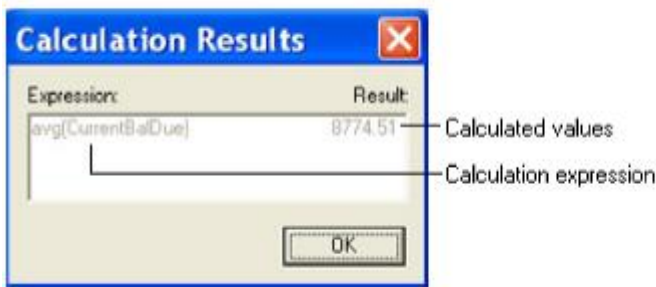 Calculation Results
Expression: Result:
avg(CurrentBalDue) 8774.51
Calculated values
Calculation expression
OK